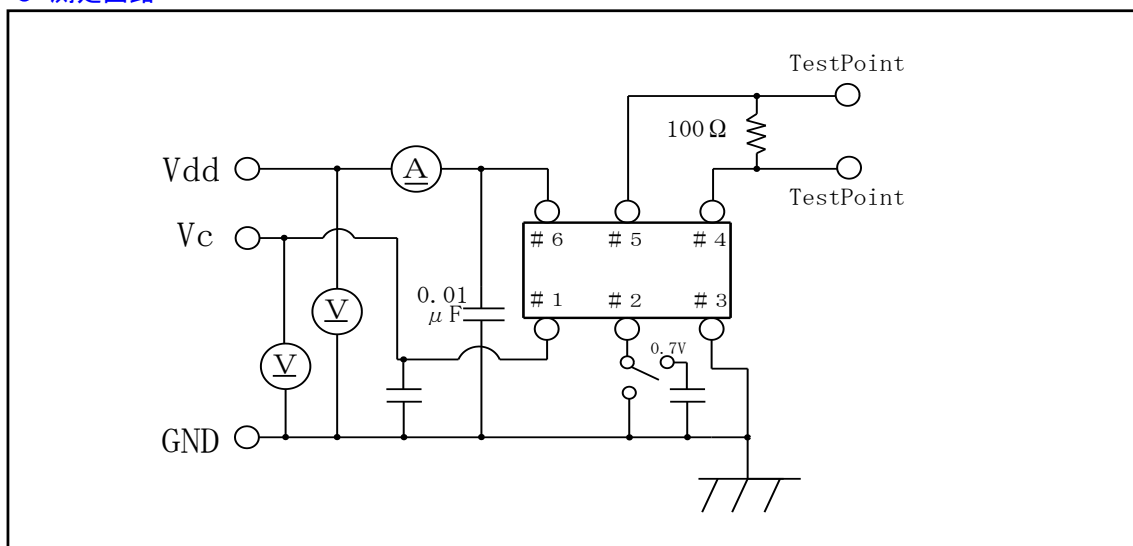 TestPoint
100Ω
Vdd
A
TestPoint
Vc
#6 #5 #4
0.01
μF
#1 #2 #3
V
0.7V
V
GND